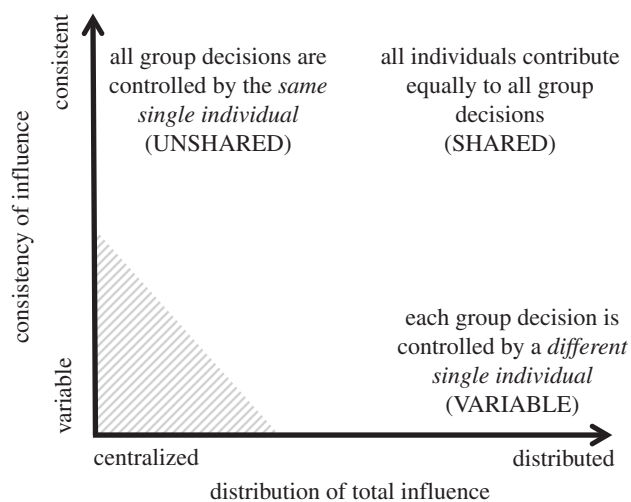 consistent
all group decisions are
controlled by the same
single individual
(UNSHARED)
all individuals contribute
equally to all group
decisions
(SHARED)
consistency of influence
each group decision is
controlled by a different
single individual
(VARIABLE)
variable
centralized
distributed
distribution of total influence